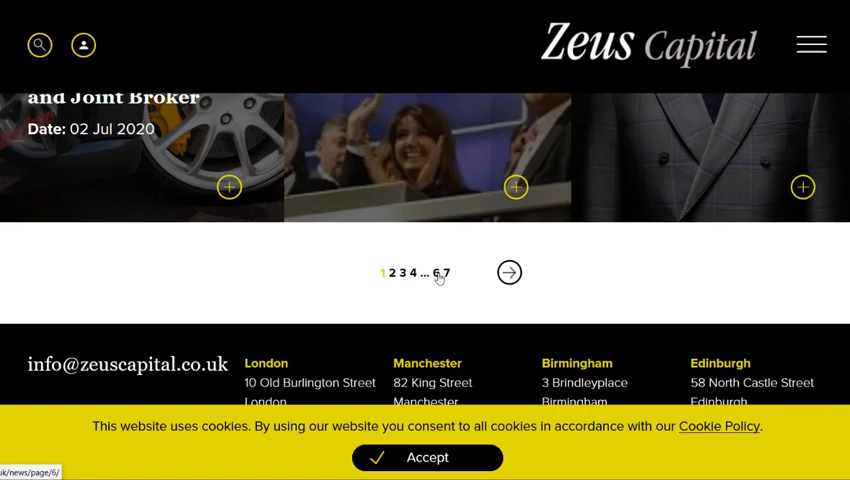 Zeus Capital
and Joint Broker
Date: 02 Jul 2020
1 2 3 4 ... 6 7
info@zeuscapital.co.uk
London
10 Old Burlington Street
London
Manchester
82 King Street
Manchester
Birmingham
3 Brindleyplace
Birmingham
Edinburgh
58 North Castle Street
Edinburgh
This website uses cookies. By using our website you consent to all cookies in accordance with our Cookie Policy.
Accept
uk/news/page/6/